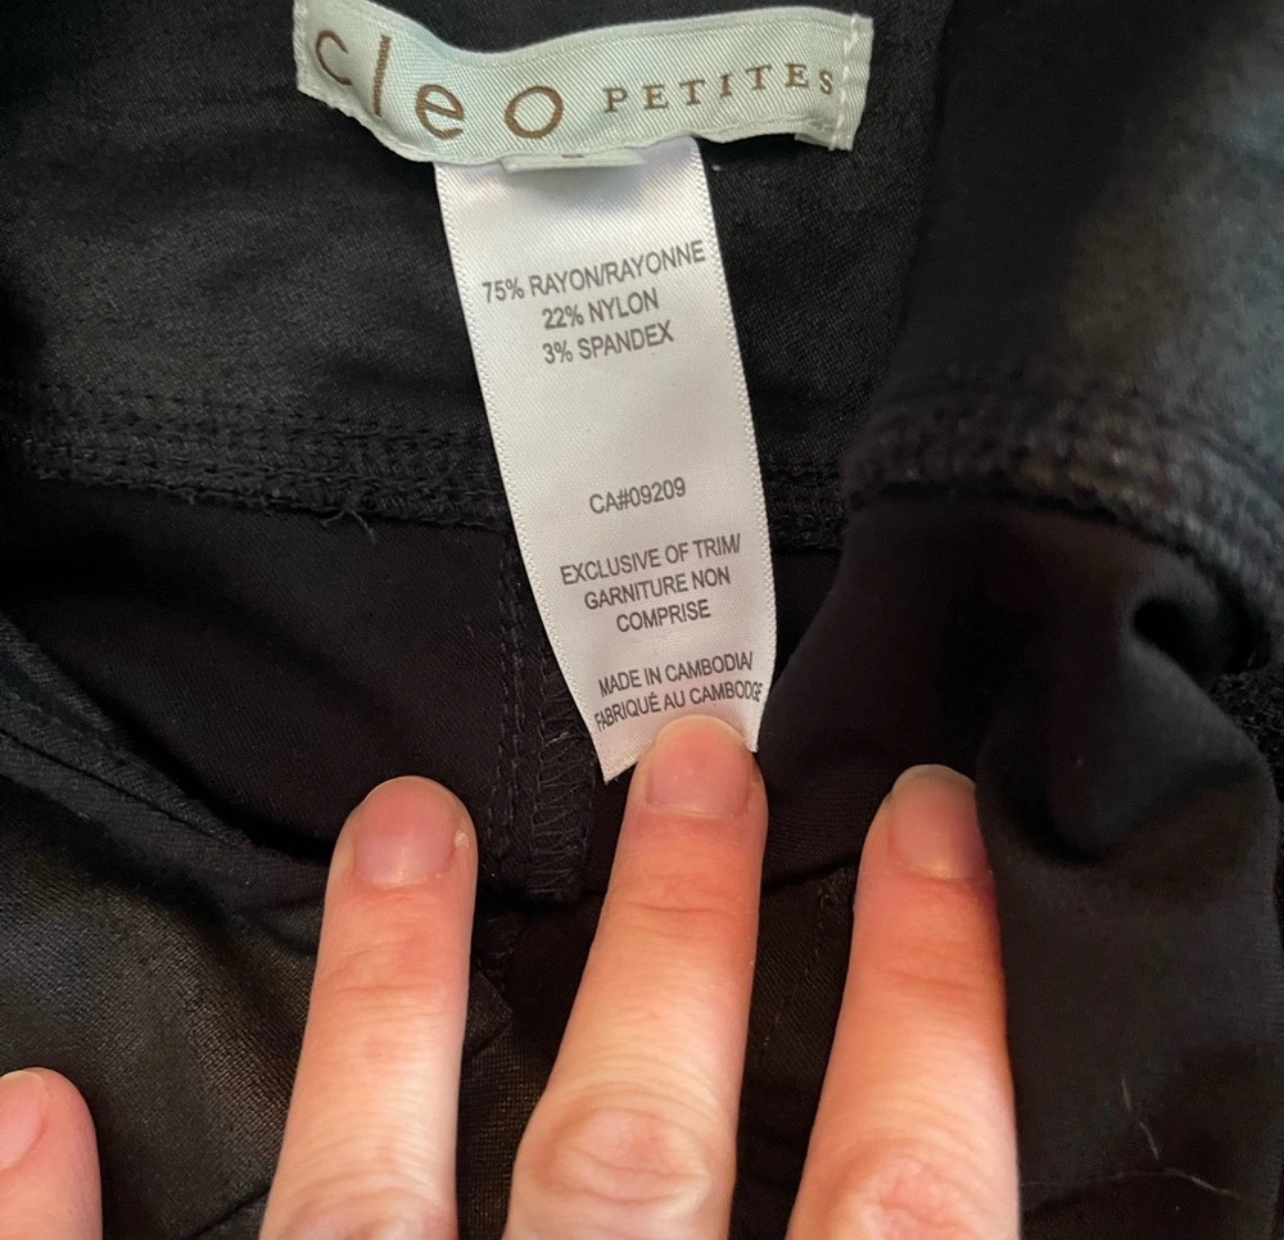 cleo PETITES
75% RAYON/RAYONNE
22% NYLON
3% SPANDEX
CA#09209
EXCLUSIVE OF TRIM/
GARNITURE NON
COMPRISE
MADE IN CAMBODIA/
FABRIQUÉ AU CAMBODGE